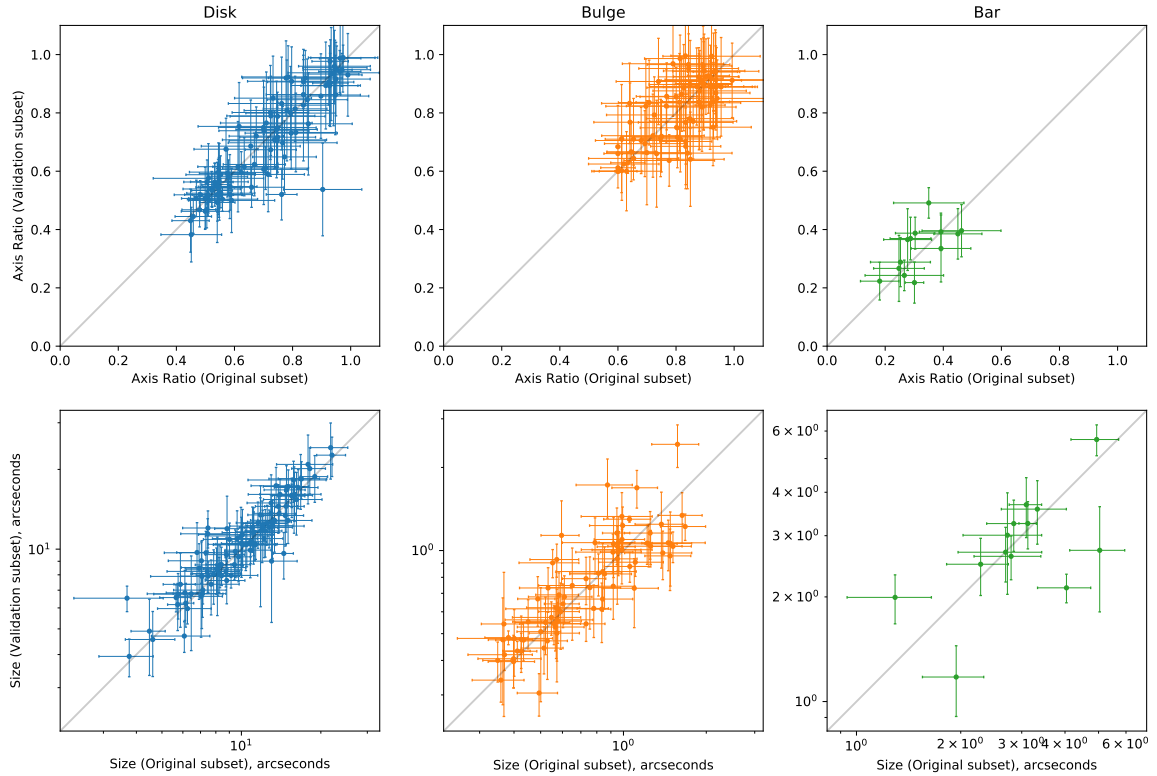 Disk
Bulge
Bar
Axis Ratio (Validation subset)
1.0
0.8
0.6
0.4
0.2
0.0
0.0 0.2 0.4 0.6 0.8 1.0
Axis Ratio (Original subset)
1.0
0.8
0.6
0.4
0.2
0.0
0.0 0.2 0.4 0.6 0.8 1.0
Axis Ratio (Original subset)
1.0
0.8
0.6
0.4
0.2
0.0
0.0 0.2 0.4 0.6 0.8 1.0
Axis Ratio (Original subset)
Size (Validation subset), arcseconds
10¹
10¹
Size (Original subset), arcseconds
10⁰
10⁰
Size (Original subset), arcseconds
6 × 10⁰
4 × 10⁰
3 × 10⁰
2 × 10⁰
10⁰
10⁰ 2 × 10⁰ 3 × 10⁰ 4 × 10⁰ 6 × 10⁰
Size (Original subset), arcseconds